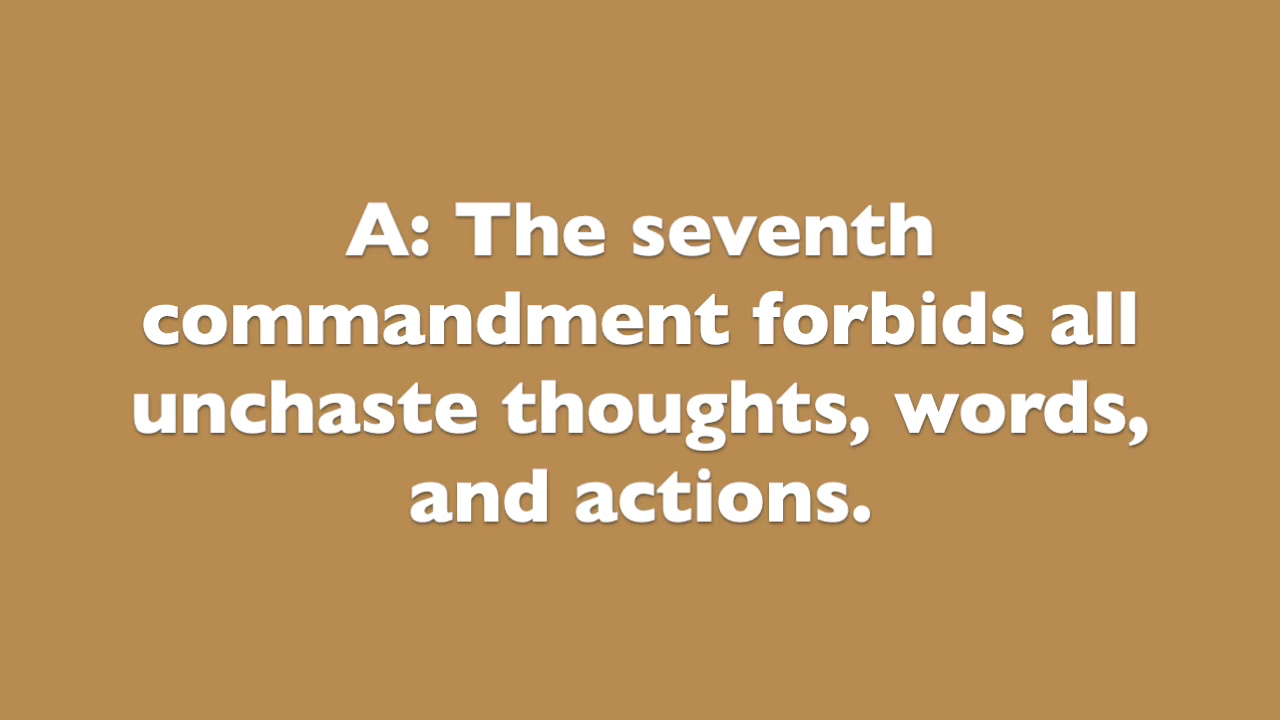 A: The seventh
commandment forbids all
unchaste thoughts, words,
and actions.